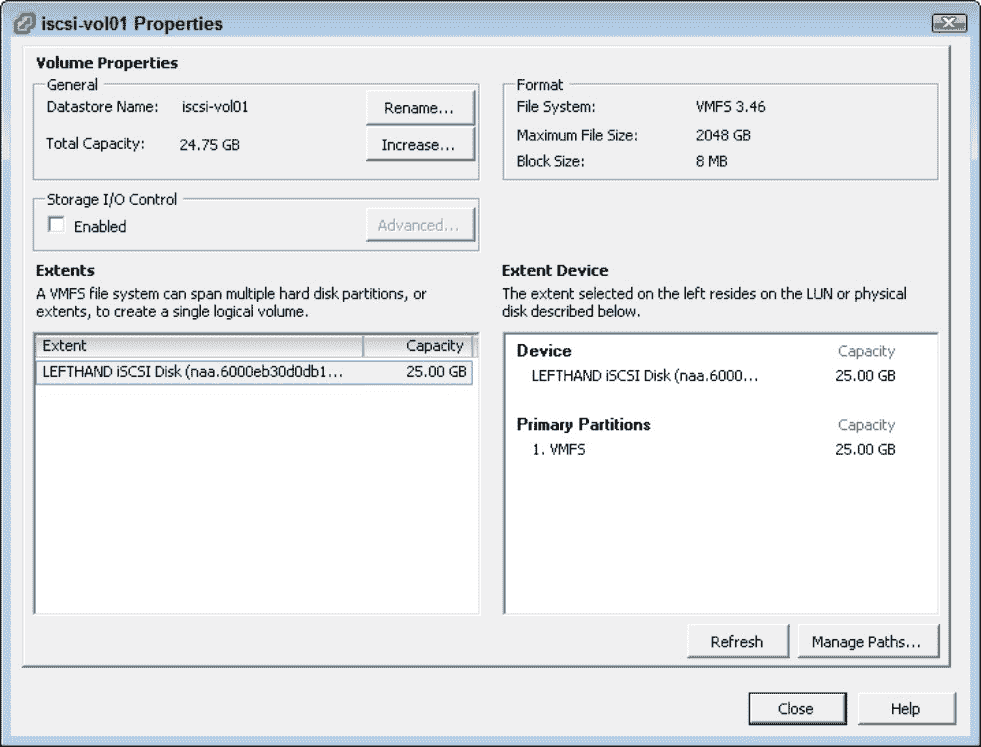 iscsi-vol01 Properties
Volume Properties
General
Datastore Name: iscsi-vol01
Rename...
Total Capacity: 24.75 GB
Increase...
Format
File System: VMFS 3.46
Maximum File Size: 2048 GB
Block Size: 8 MB
Storage I/O Control
Enabled
Advanced...
Extents
A VMFS file system can span multiple hard disk partitions, or
extents, to create a single logical volume.
Extent Capacity
LEFTHAND iSCSI Disk (naa.6000eb30d0db1... 25.00 GB
Extent Device
The extent selected on the left resides on the LUN or physical
disk described below.
Device Capacity
LEFTHAND iSCSI Disk (naa.6000... 25.00 GB
Primary Partitions Capacity
1. VMFS 25.00 GB
Refresh
Manage Paths...
Close
Help